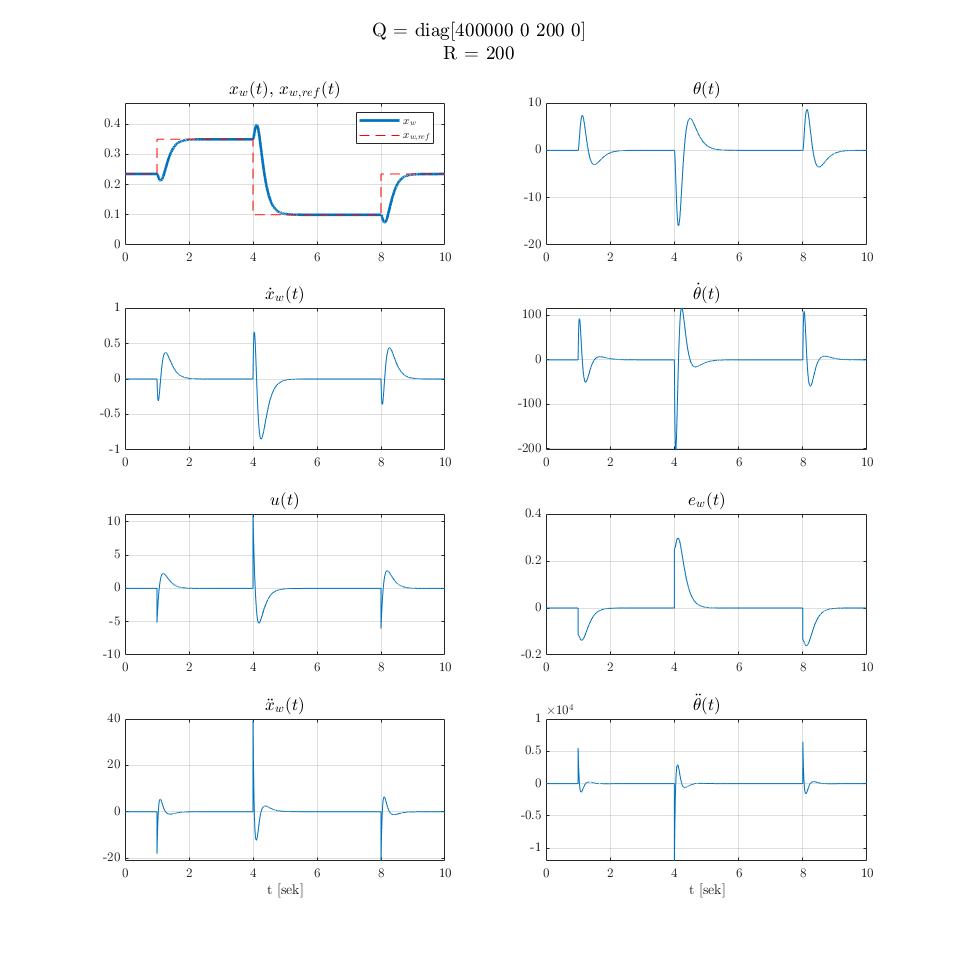 Q = diag[400000 0 200 0]
R = 200
x_w(t), x_{w,ref}(t)
0.4
0.3
0.2
0.1
0
0 2 4 6 8 10
x_w
x_{w,ref}
θ(t)
10
0
-10
-20
0 2 4 6 8 10
ẋ_w(t)
1
0.5
0
-0.5
-1
0 2 4 6 8 10
θ̇(t)
100
0
-100
-200
0 2 4 6 8 10
u(t)
10
5
0
-5
-10
0 2 4 6 8 10
e_w(t)
0.4
0.2
0
-0.2
0 2 4 6 8 10
ẍ_w(t)
40
20
0
-20
0 2 4 6 8 10
t [sek]
θ̈(t)
×10⁴
1
0.5
0
-0.5
-1
0 2 4 6 8 10
t [sek]